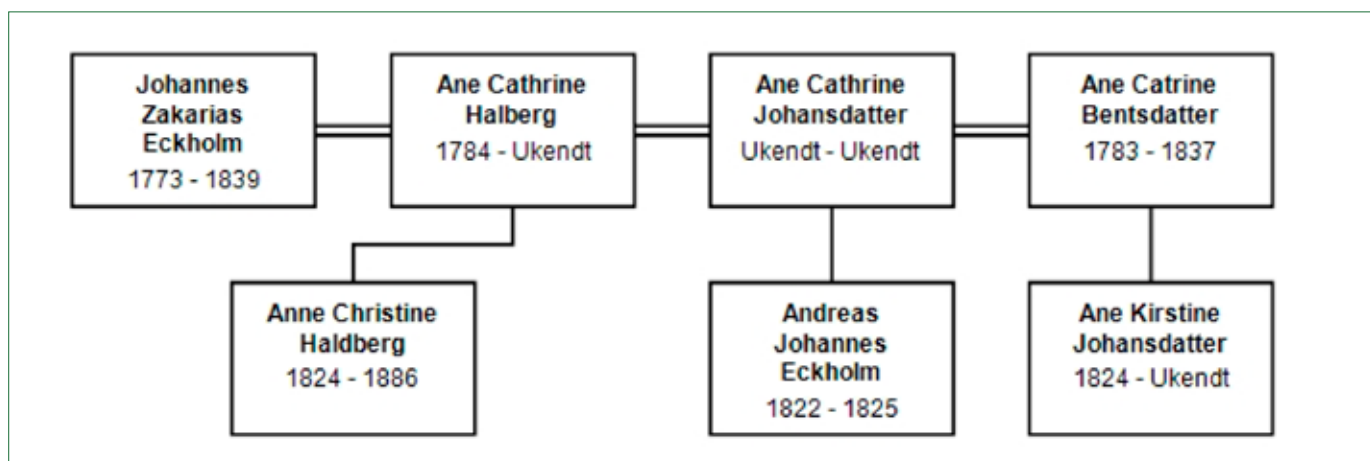 Johannes
Zakarias
Eckholm
1773 - 1839
Ane Cathrine
Halberg
1784 - Ukendt
Ane Cathrine
Johansdatter
Ukendt - Ukendt
Ane Catrine
Bentsdatter
1783 - 1837
Anne Christine
Haldberg
1824 - 1886
Andreas
Johannes
Eckholm
1822 - 1825
Ane Kirstine
Johansdatter
1824 - Ukendt